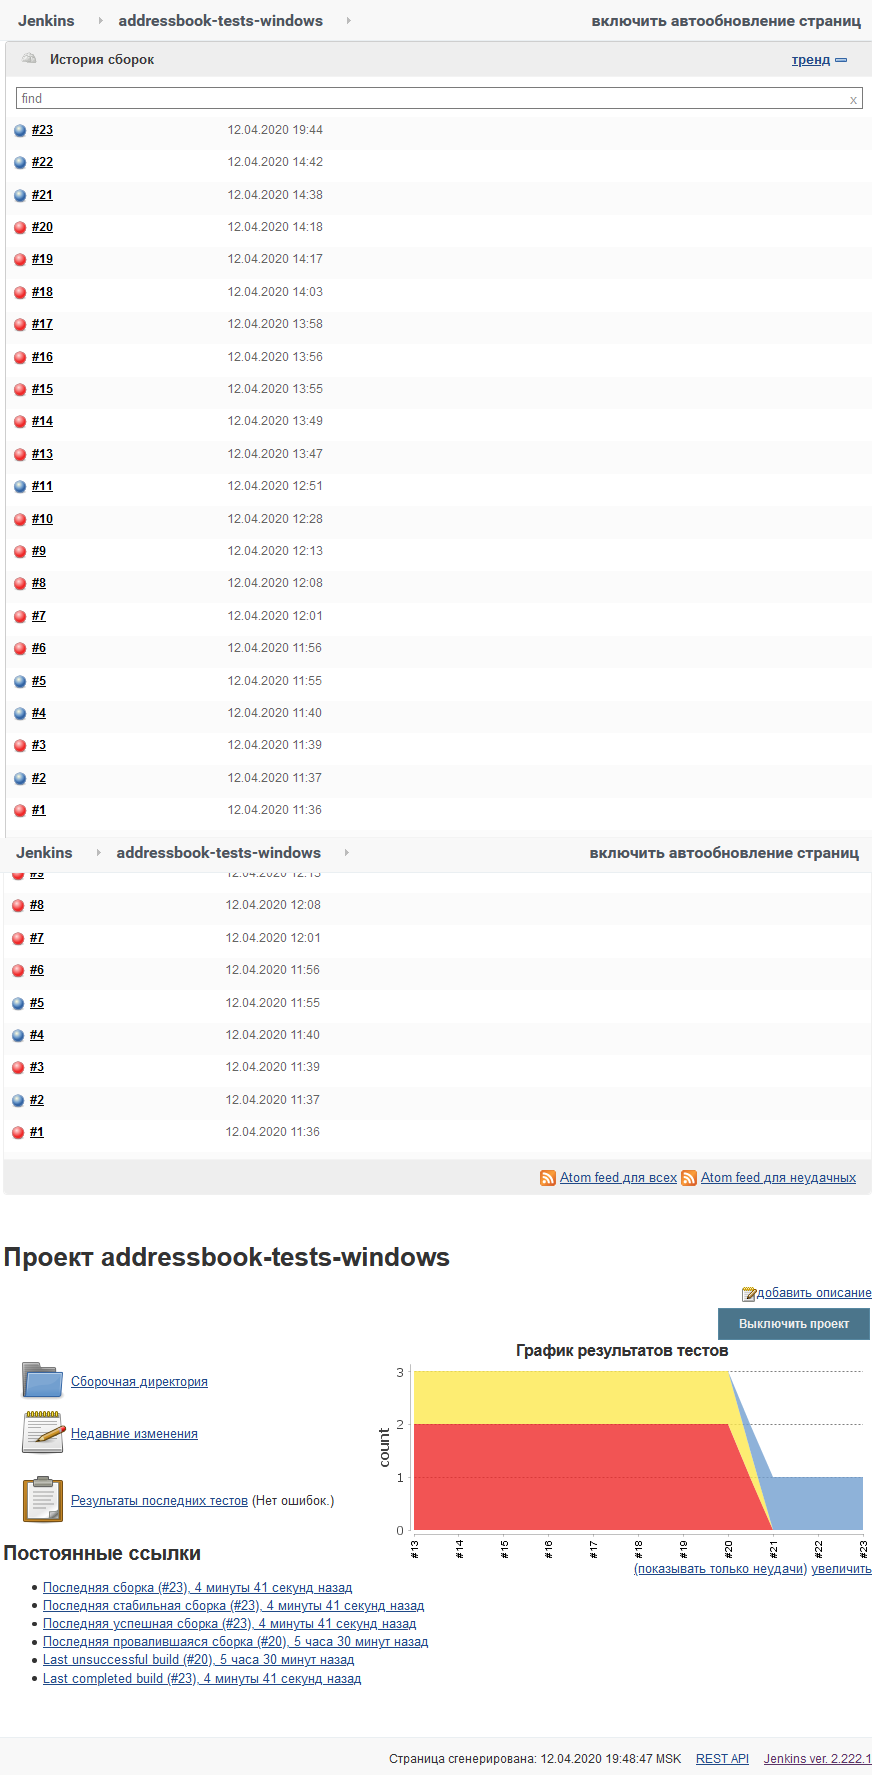 Jenkins addressbook-tests-windows включить автообновление страниц
История сборок тренд
find x
#23 12.04.2020 19:44
#22 12.04.2020 14:42
#21 12.04.2020 14:38
#20 12.04.2020 14:18
#19 12.04.2020 14:17
#18 12.04.2020 14:03
#17 12.04.2020 13:58
#16 12.04.2020 13:56
#15 12.04.2020 13:55
#14 12.04.2020 13:49
#13 12.04.2020 13:47
#11 12.04.2020 12:51
#10 12.04.2020 12:28
#9 12.04.2020 12:13
#8 12.04.2020 12:08
#7 12.04.2020 12:01
#6 12.04.2020 11:56
#5 12.04.2020 11:55
#4 12.04.2020 11:40
#3 12.04.2020 11:39
#2 12.04.2020 11:37
#1 12.04.2020 11:36
Jenkins addressbook-tests-windows включить автообновление страниц
#9 12.04.2020 12:13
#8 12.04.2020 12:08
#7 12.04.2020 12:01
#6 12.04.2020 11:56
#5 12.04.2020 11:55
#4 12.04.2020 11:40
#3 12.04.2020 11:39
#2 12.04.2020 11:37
#1 12.04.2020 11:36
Atom feed для всех Atom feed для неудачных
Проект addressbook-tests-windows
добавить описание
Выключить проект
График результатов тестов
3
2
1
0
count
#13 #14 #15 #16 #17 #18 #19 #20 #21 #22 #23
(показывать только неудачи) увеличить
Сборочная директория
Недавние изменения
Результаты последних тестов (Нет ошибок.)
Постоянные ссылки
Последняя сборка (#23), 4 минуты 41 секунд назад
Последняя стабильная сборка (#23), 4 минуты 41 секунд назад
Последняя успешная сборка (#23), 4 минуты 41 секунд назад
Последняя провалившаяся сборка (#20), 5 часа 30 минут назад
Last unsuccessful build (#20), 5 часа 30 минут назад
Last completed build (#23), 4 минуты 41 секунд назад
Страница сгенерирована: 12.04.2020 19:48:47 MSK REST API Jenkins ver. 2.222.1